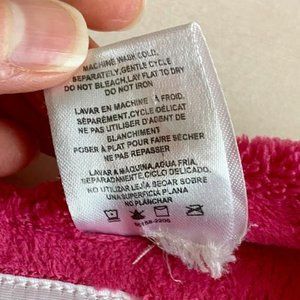 MACHINE WASH COLD,
SEPARATELY, GENTLE CYCLE
DO NOT BLEACH, LAY FLAT TO DRY
DO NOT IRON
LAVAR EN MACHINE À FROID,
SÉPARÉMENT, CYCLE DÉLICAT
NE PAS UTILISER D'AGENT DE
BLANCHIMENT
POSER À PLAT POUR FAIRE SÉCHER
NE PAS REPASSER
LAVAR A MÁQUINA, AGUA FRÍA,
SEPARADAMENTE, CICLO DELICADO
NO UTILIZAR LEJÍA SECAR SOBRE
UNA SUPERFICIA PLANA
NO PLANCHAR